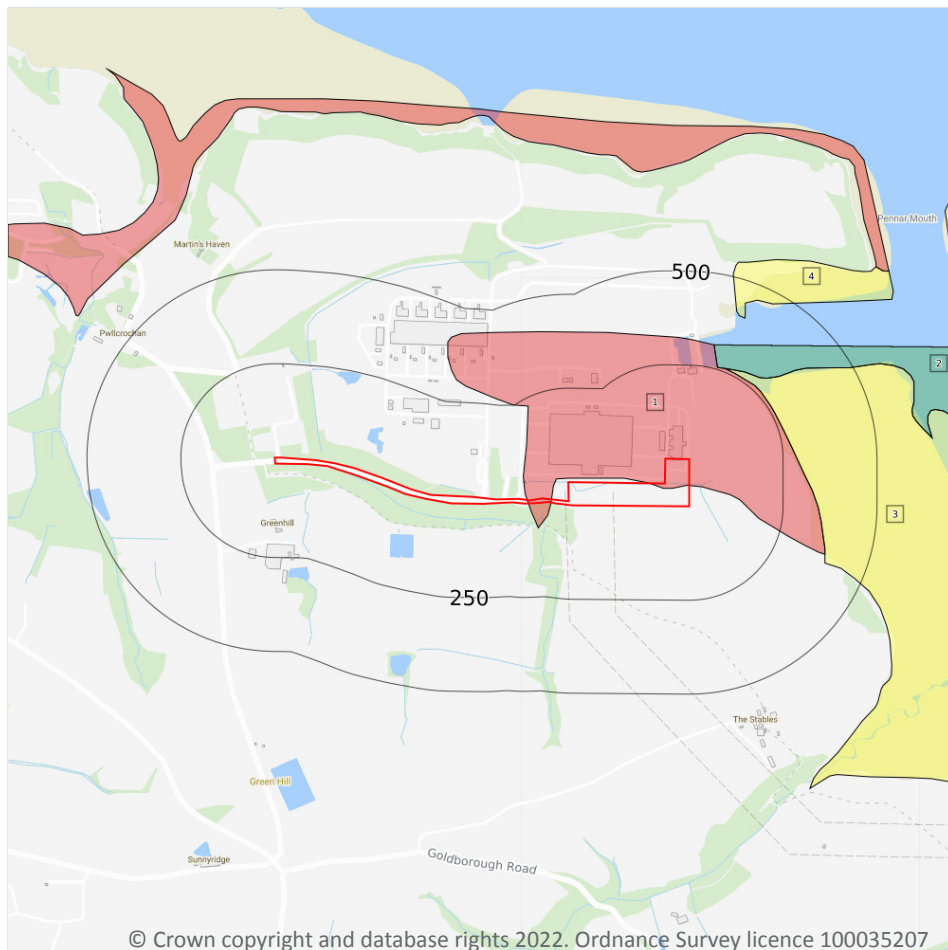 Pennar Mouth
Martin's Haven
500
4
Pwllcrochan
2
1
3
Greenhill
250
The Stables
Green Hill
Sunnyridge
Goldborough Road
© Crown copyright and database rights 2022. Ordnance Survey licence 100035207